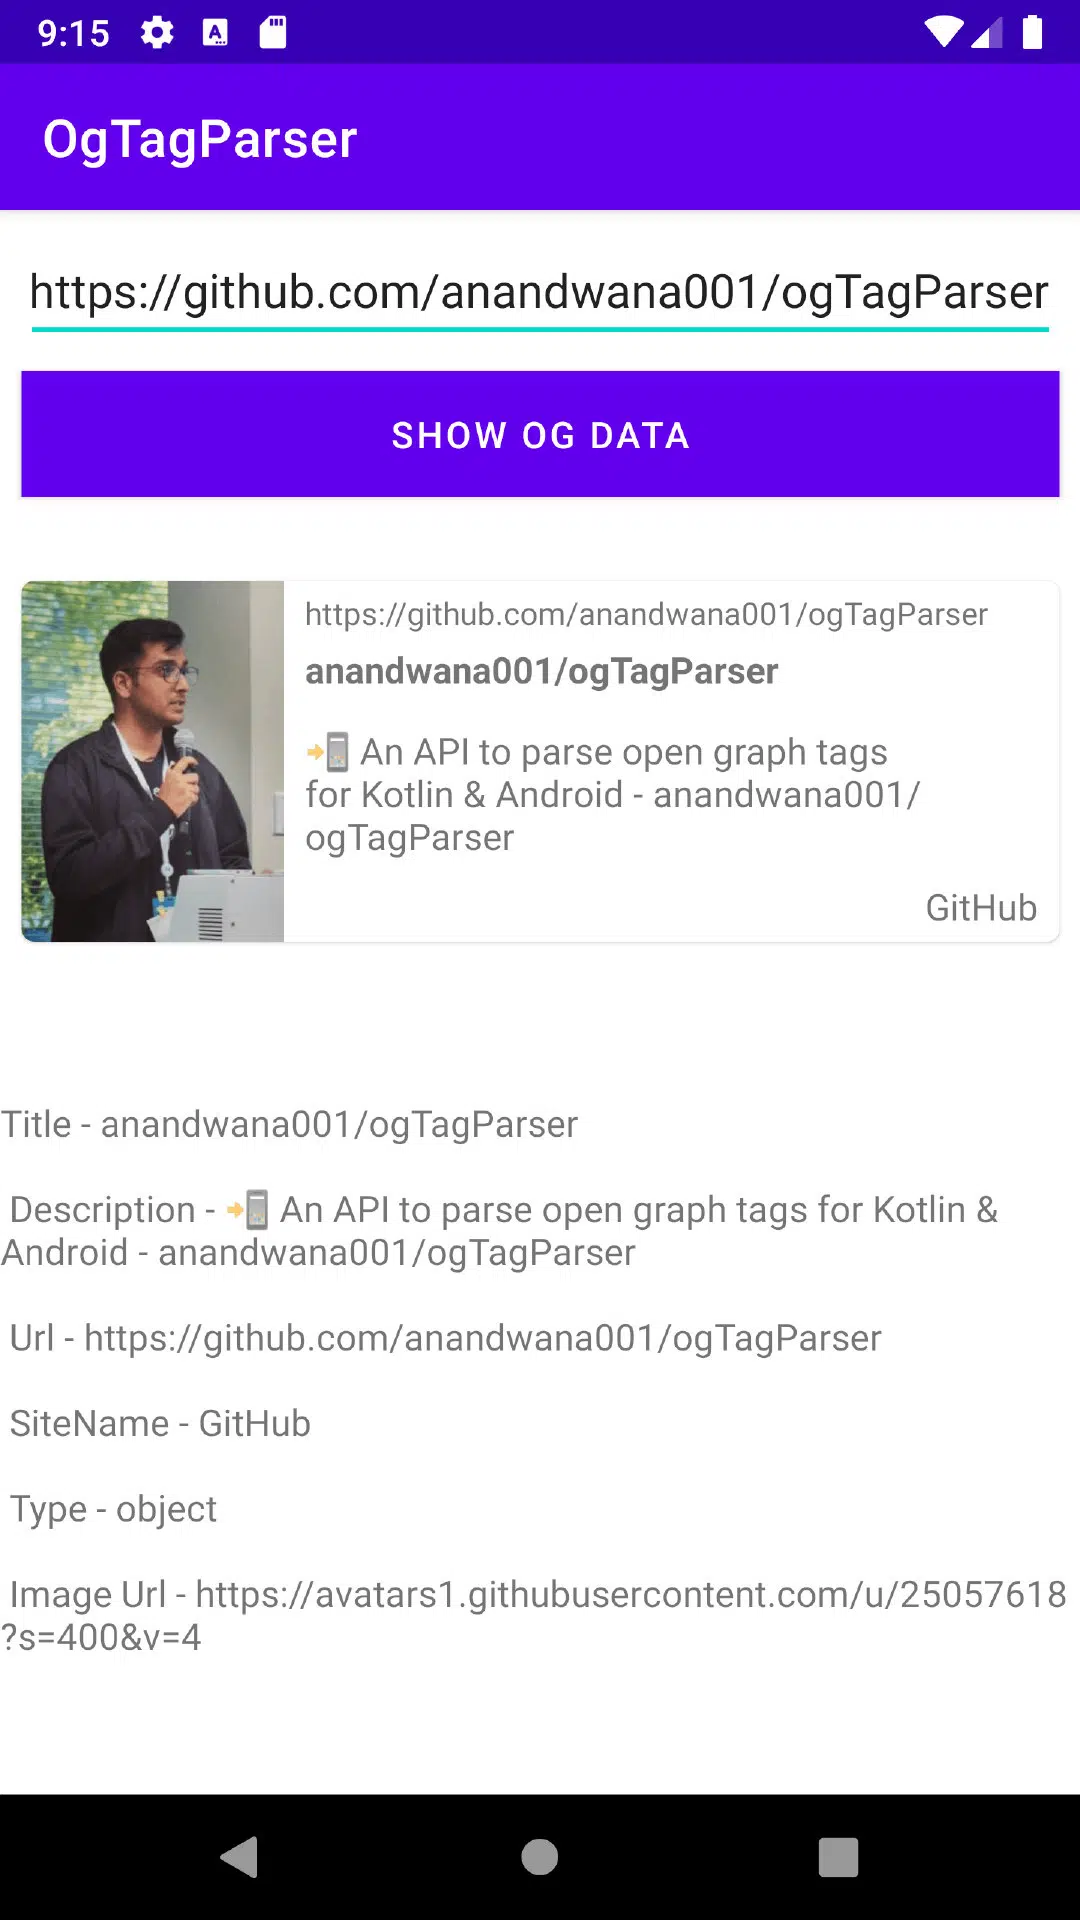 9:15
OgTagParser
https://github.com/anandwana001/ogTagParser
SHOW OG DATA
https://github.com/anandwana001/ogTagParser
anandwana001/ogTagParser
📲 An API to parse open graph tags
for Kotlin & Android - anandwana001/
ogTagParser
GitHub
Title - anandwana001/ogTagParser
Description - 📲 An API to parse open graph tags for Kotlin &
Android - anandwana001/ogTagParser
Url - https://github.com/anandwana001/ogTagParser
SiteName - GitHub
Type - object
Image Url - https://avatars1.githubusercontent.com/u/25057618
?s=400&v=4